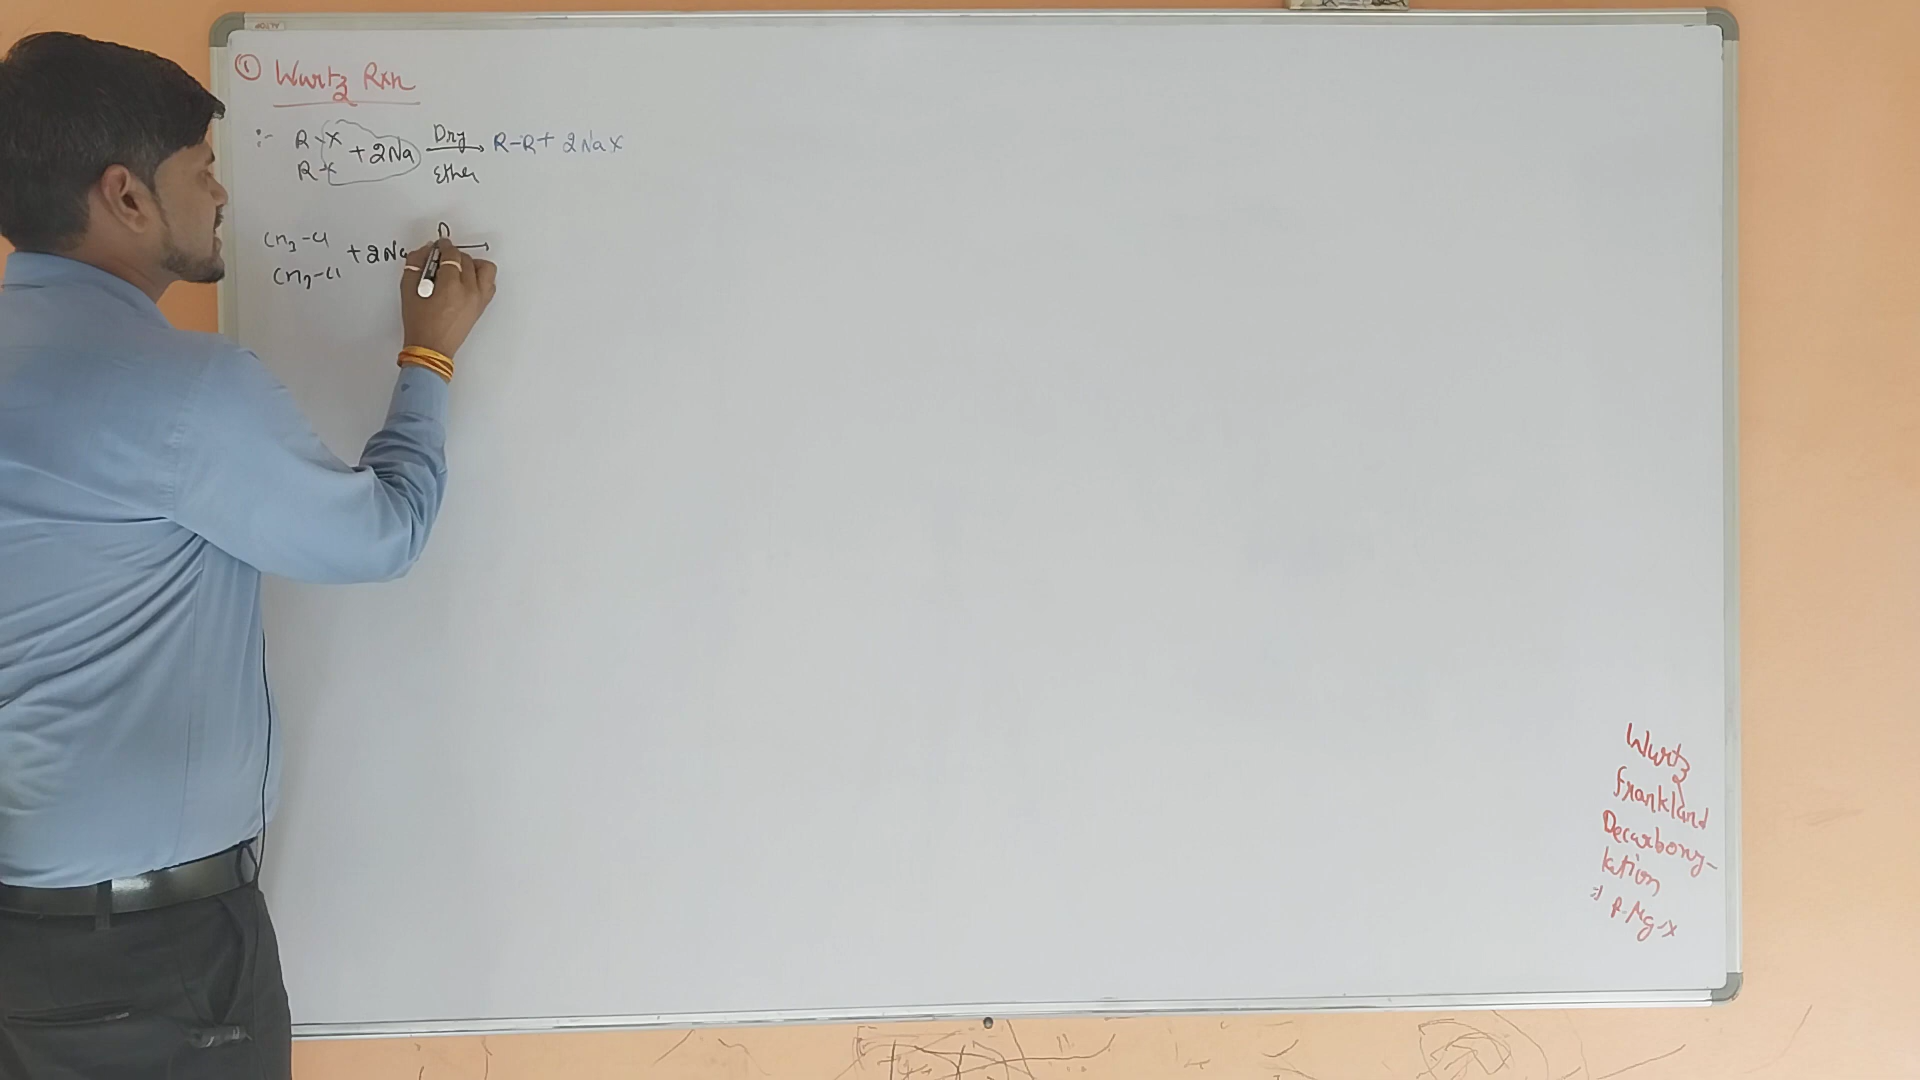 ① Wurtz Rxn
:- R-X
R-X
+ 2Na
Dry
Ether
R-R + 2NaX
CH3-Cl
CH3-Cl
+ 2Na
D
Wurtz
Frankland
Decarboxy-
lation
⇒ R-Mg-X